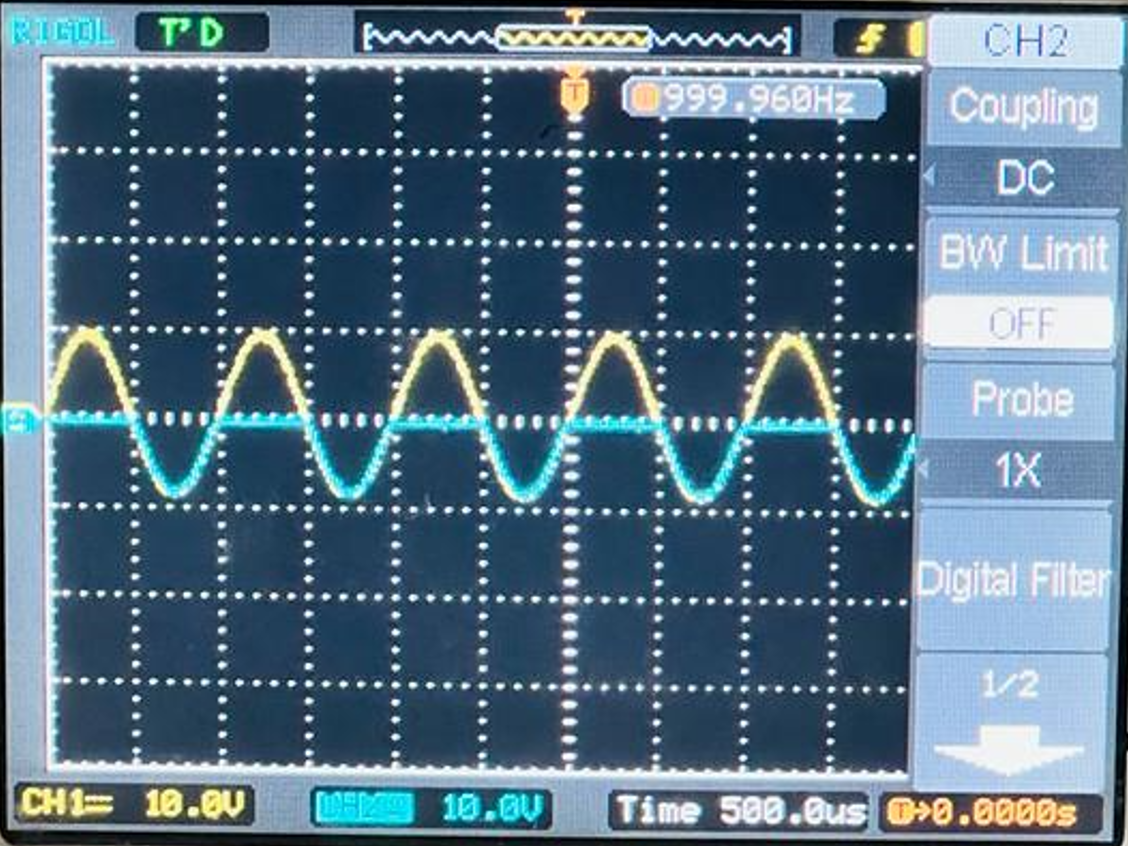 RIGOL T'D CH2
T
T 999.960Hz
Coupling
DC
BW Limit
OFF
Probe
1X
Digital Filter
1/2
CH1 10.0V 10.0V Time 500.0us T→0.0000s